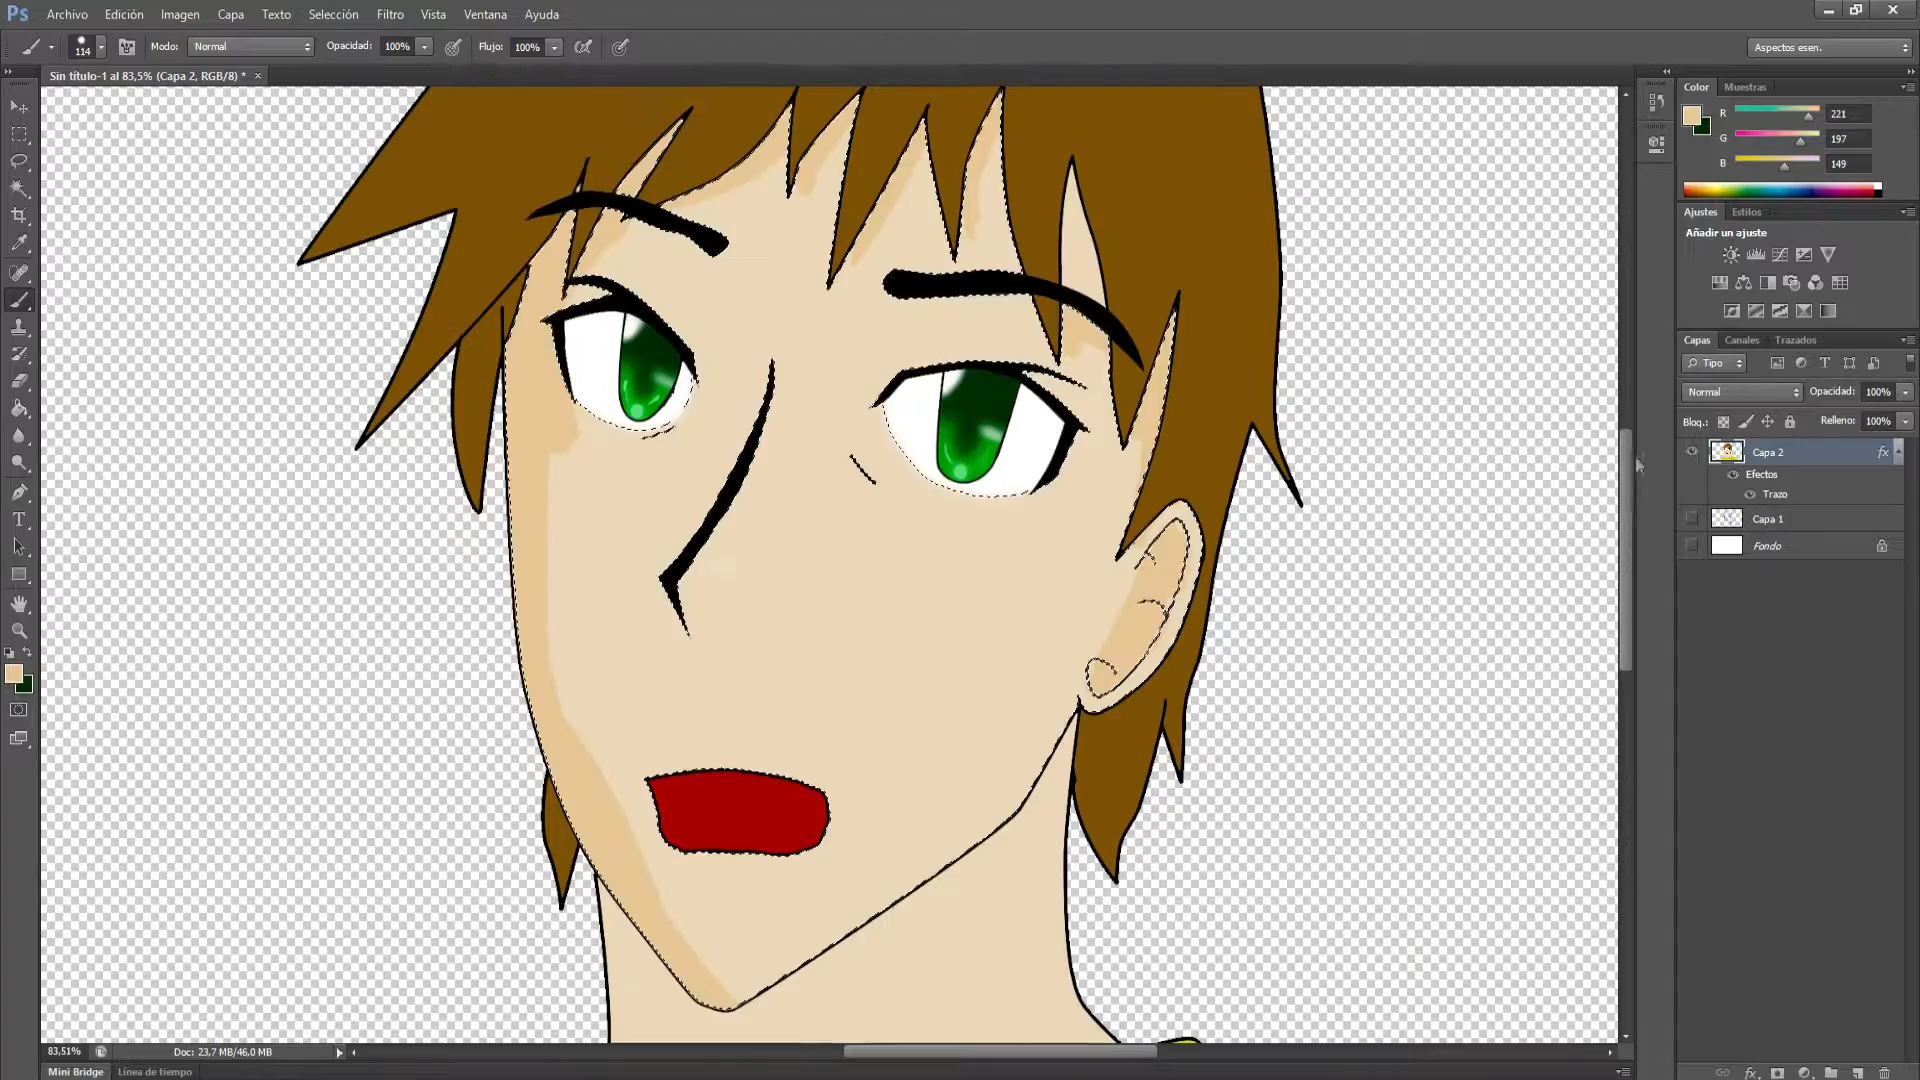 Ps Archivo Edición Imagen Capa Texto Selección Filtro Vista Ventana Ayuda
114 Modo: Normal Opacidad: 100% Flujo: 100% Aspectos esen.
Sin título-1 al 83,5% (Capa 2, RGB/8) * ×
Color Muestras
R 221
G 197
B 149
Ajustes Estilos
Añadir un ajuste
Capas Canales Trazados
Tipo
Normal Opacidad: 100%
Bloq.: Relleno: 100%
Capa 2 fx
Efectos
Trazo
Capa 1
Fondo
83,51% Doc: 23,7 MB/46,0 MB
Mini Bridge Línea de tiempo